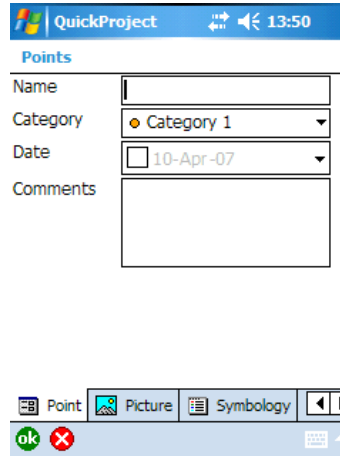 QuickProject 13:50
Points
Name
Category Category 1
Date 10-Apr-07
Comments
Point Picture Symbology
ok